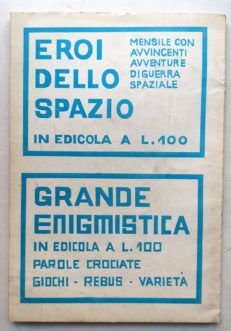 EROI
DELLO
SPAZIO
MENSILE CON
AVVINCENTI
AVVENTURE
DI GUERRA
SPAZIALE
IN EDICOLA A L.100
GRANDE
ENIGMISTICA
IN EDICOLA A L.100
PAROLE CROCIATE
GIOCHI - REBUS - VARIETÀ